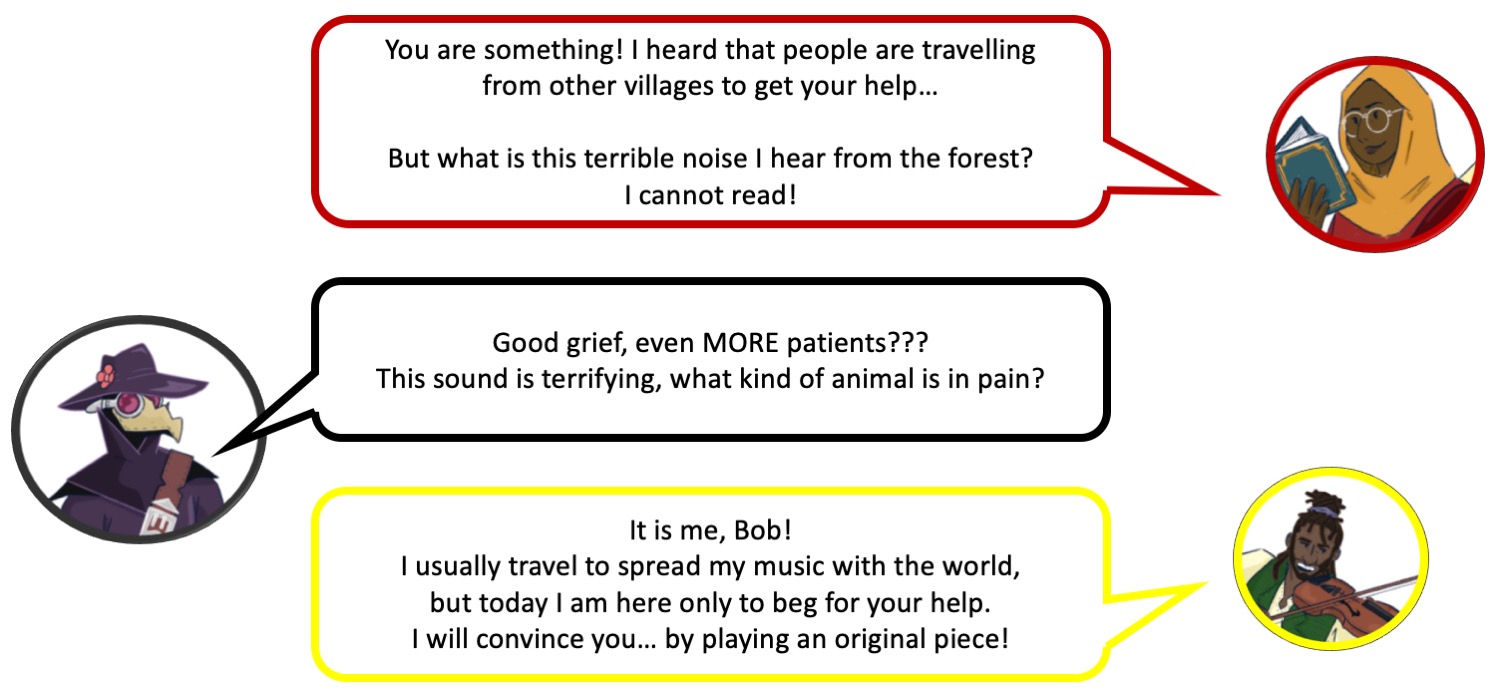 You are something! I heard that people are travelling
from other villages to get your help…
But what is this terrible noise I hear from the forest?
I cannot read!
Good grief, even MORE patients???
This sound is terrifying, what kind of animal is in pain?
It is me, Bob!
I usually travel to spread my music with the world,
but today I am here only to beg for your help.
I will convince you… by playing an original piece!